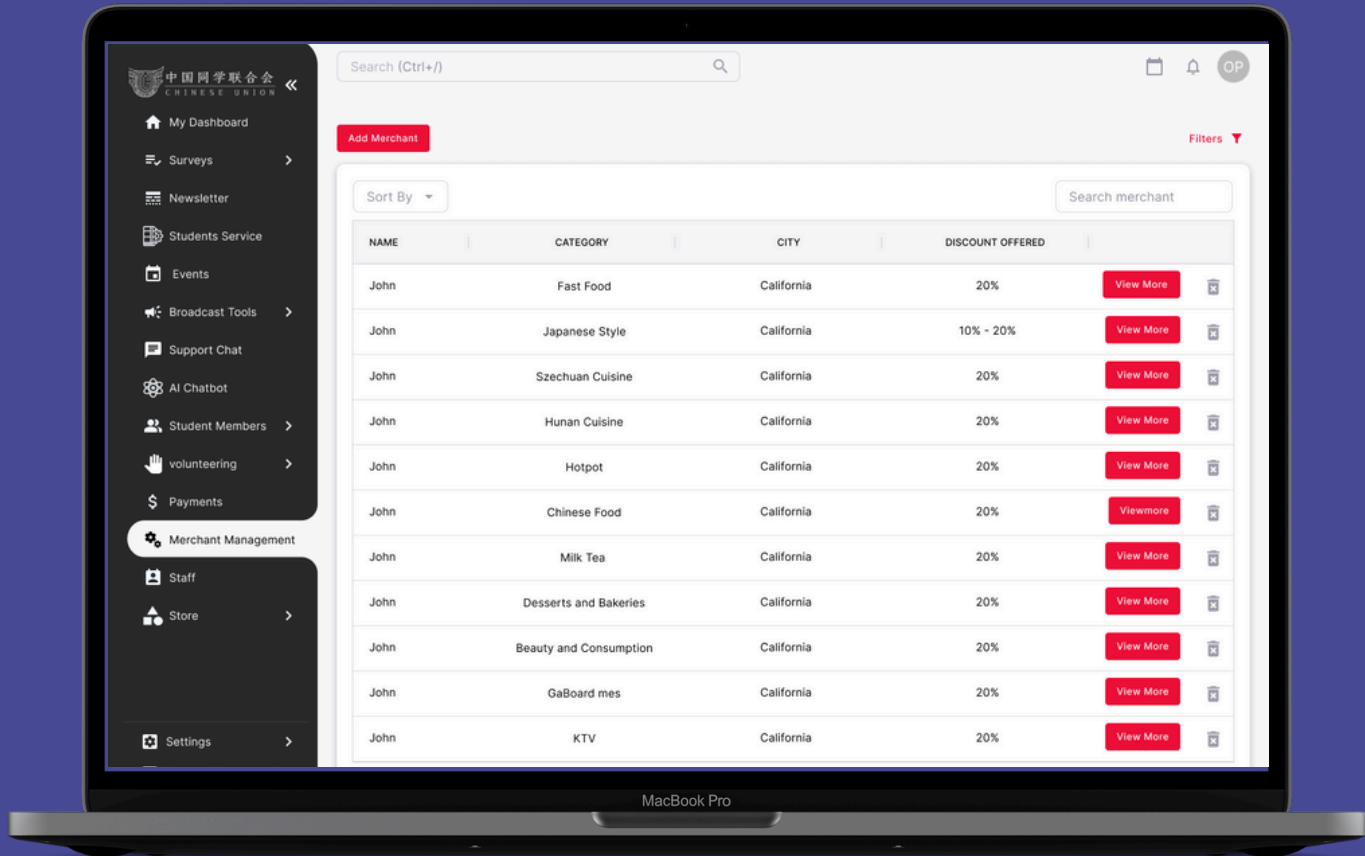 中国同学联合会
CHINESE UNION
Search (Ctrl+/)
OP
My Dashboard
Surveys
Newsletter
Students Service
Events
Broadcast Tools
Support Chat
AI Chatbot
Student Members
volunteering
Payments
Merchant Management
Staff
Store
Settings
Add Merchant
Filters
Sort By
Search merchant
NAME CATEGORY CITY DISCOUNT OFFERED
John Fast Food California 20% View More
John Japanese Style California 10% - 20% View More
John Szechuan Cuisine California 20% View More
John Hunan Cuisine California 20% View More
John Hotpot California 20% View More
John Chinese Food California 20% Viewmore
John Milk Tea California 20% View More
John Desserts and Bakeries California 20% View More
John Beauty and Consumption California 20% View More
John GaBoard mes California 20% View More
John KTV California 20% View More
MacBook Pro